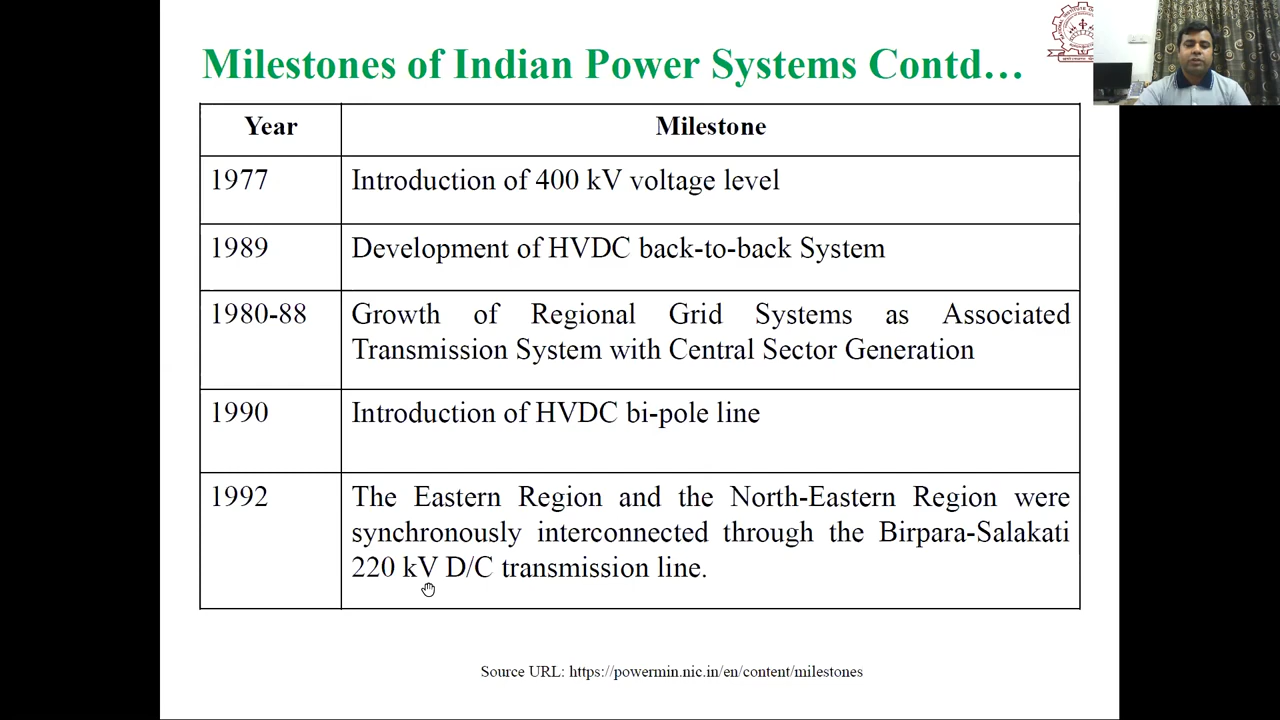 Milestones of Indian Power Systems Contd…
Year Milestone
1977 Introduction of 400 kV voltage level
1989 Development of HVDC back-to-back System
1980-88 Growth of Regional Grid Systems as Associated
Transmission System with Central Sector Generation
1990 Introduction of HVDC bi-pole line
1992 The Eastern Region and the North-Eastern Region were
synchronously interconnected through the Birpara-Salakati
220 kV D/C transmission line.
Source URL: https://powermin.nic.in/en/content/milestones